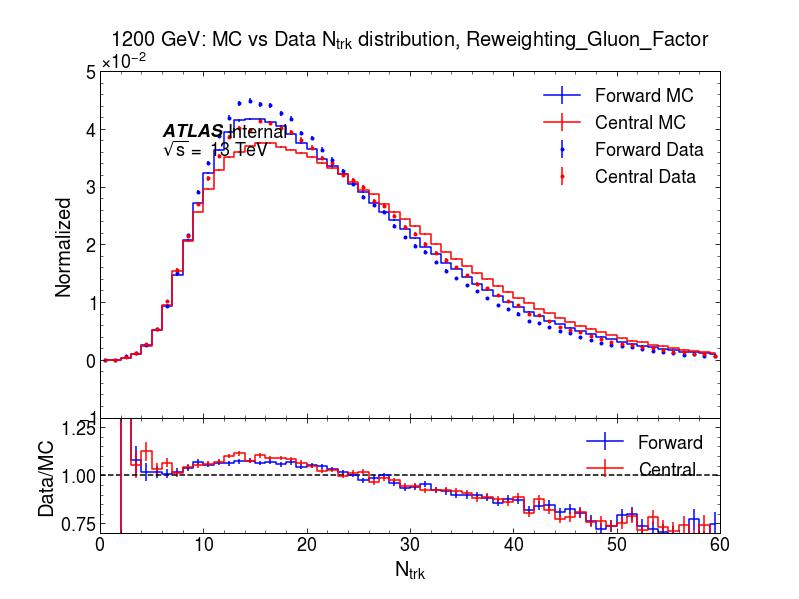 1200 GeV: MC vs Data Ntrk distribution, Reweighting_Gluon_Factor
×10−2
5
4
3
2
1
0
−1
Normalized
ATLAS Internal
√s = 13 TeV
Forward MC
Central MC
Forward Data
Central Data
1.25
1.00
0.75
Data/MC
Forward
Central
0 10 20 30 40 50 60
Ntrk